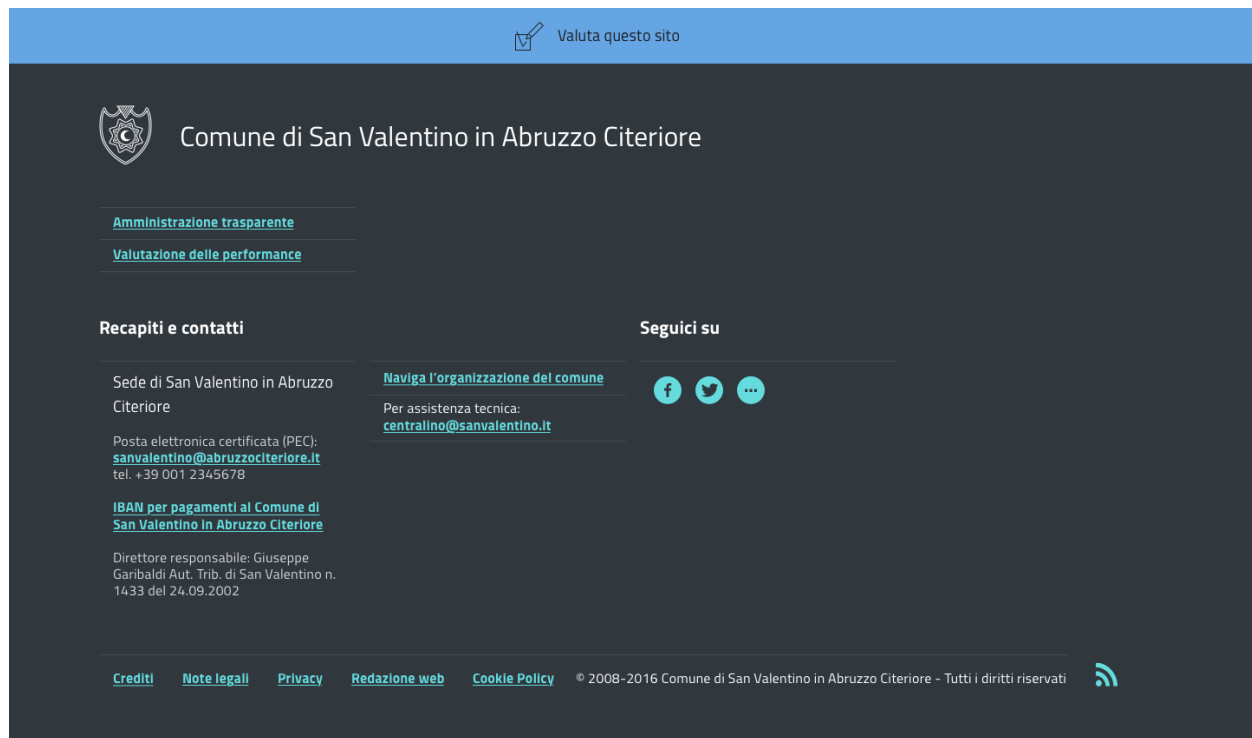 Valuta questo sito
Comune di San Valentino in Abruzzo Citeriore
Amministrazione trasparente
Valutazione delle performance
Recapiti e contatti
Sede di San Valentino in Abruzzo
Citeriore
Posta elettronica certificata (PEC):
sanvalentino@abruzzociteriore.it
tel. +39 001 2345678
IBAN per pagamenti al Comune di
San Valentino in Abruzzo Citeriore
Direttore responsabile: Giuseppe
Garibaldi Aut. Trib. di San Valentino n.
1433 del 24.09.2002
Naviga l'organizzazione del comune
Per assistenza tecnica:
centralino@sanvalentino.it
Seguici su
Crediti Note legali Privacy Redazione web Cookie Policy © 2008-2016 Comune di San Valentino in Abruzzo Citeriore - Tutti i diritti riservati